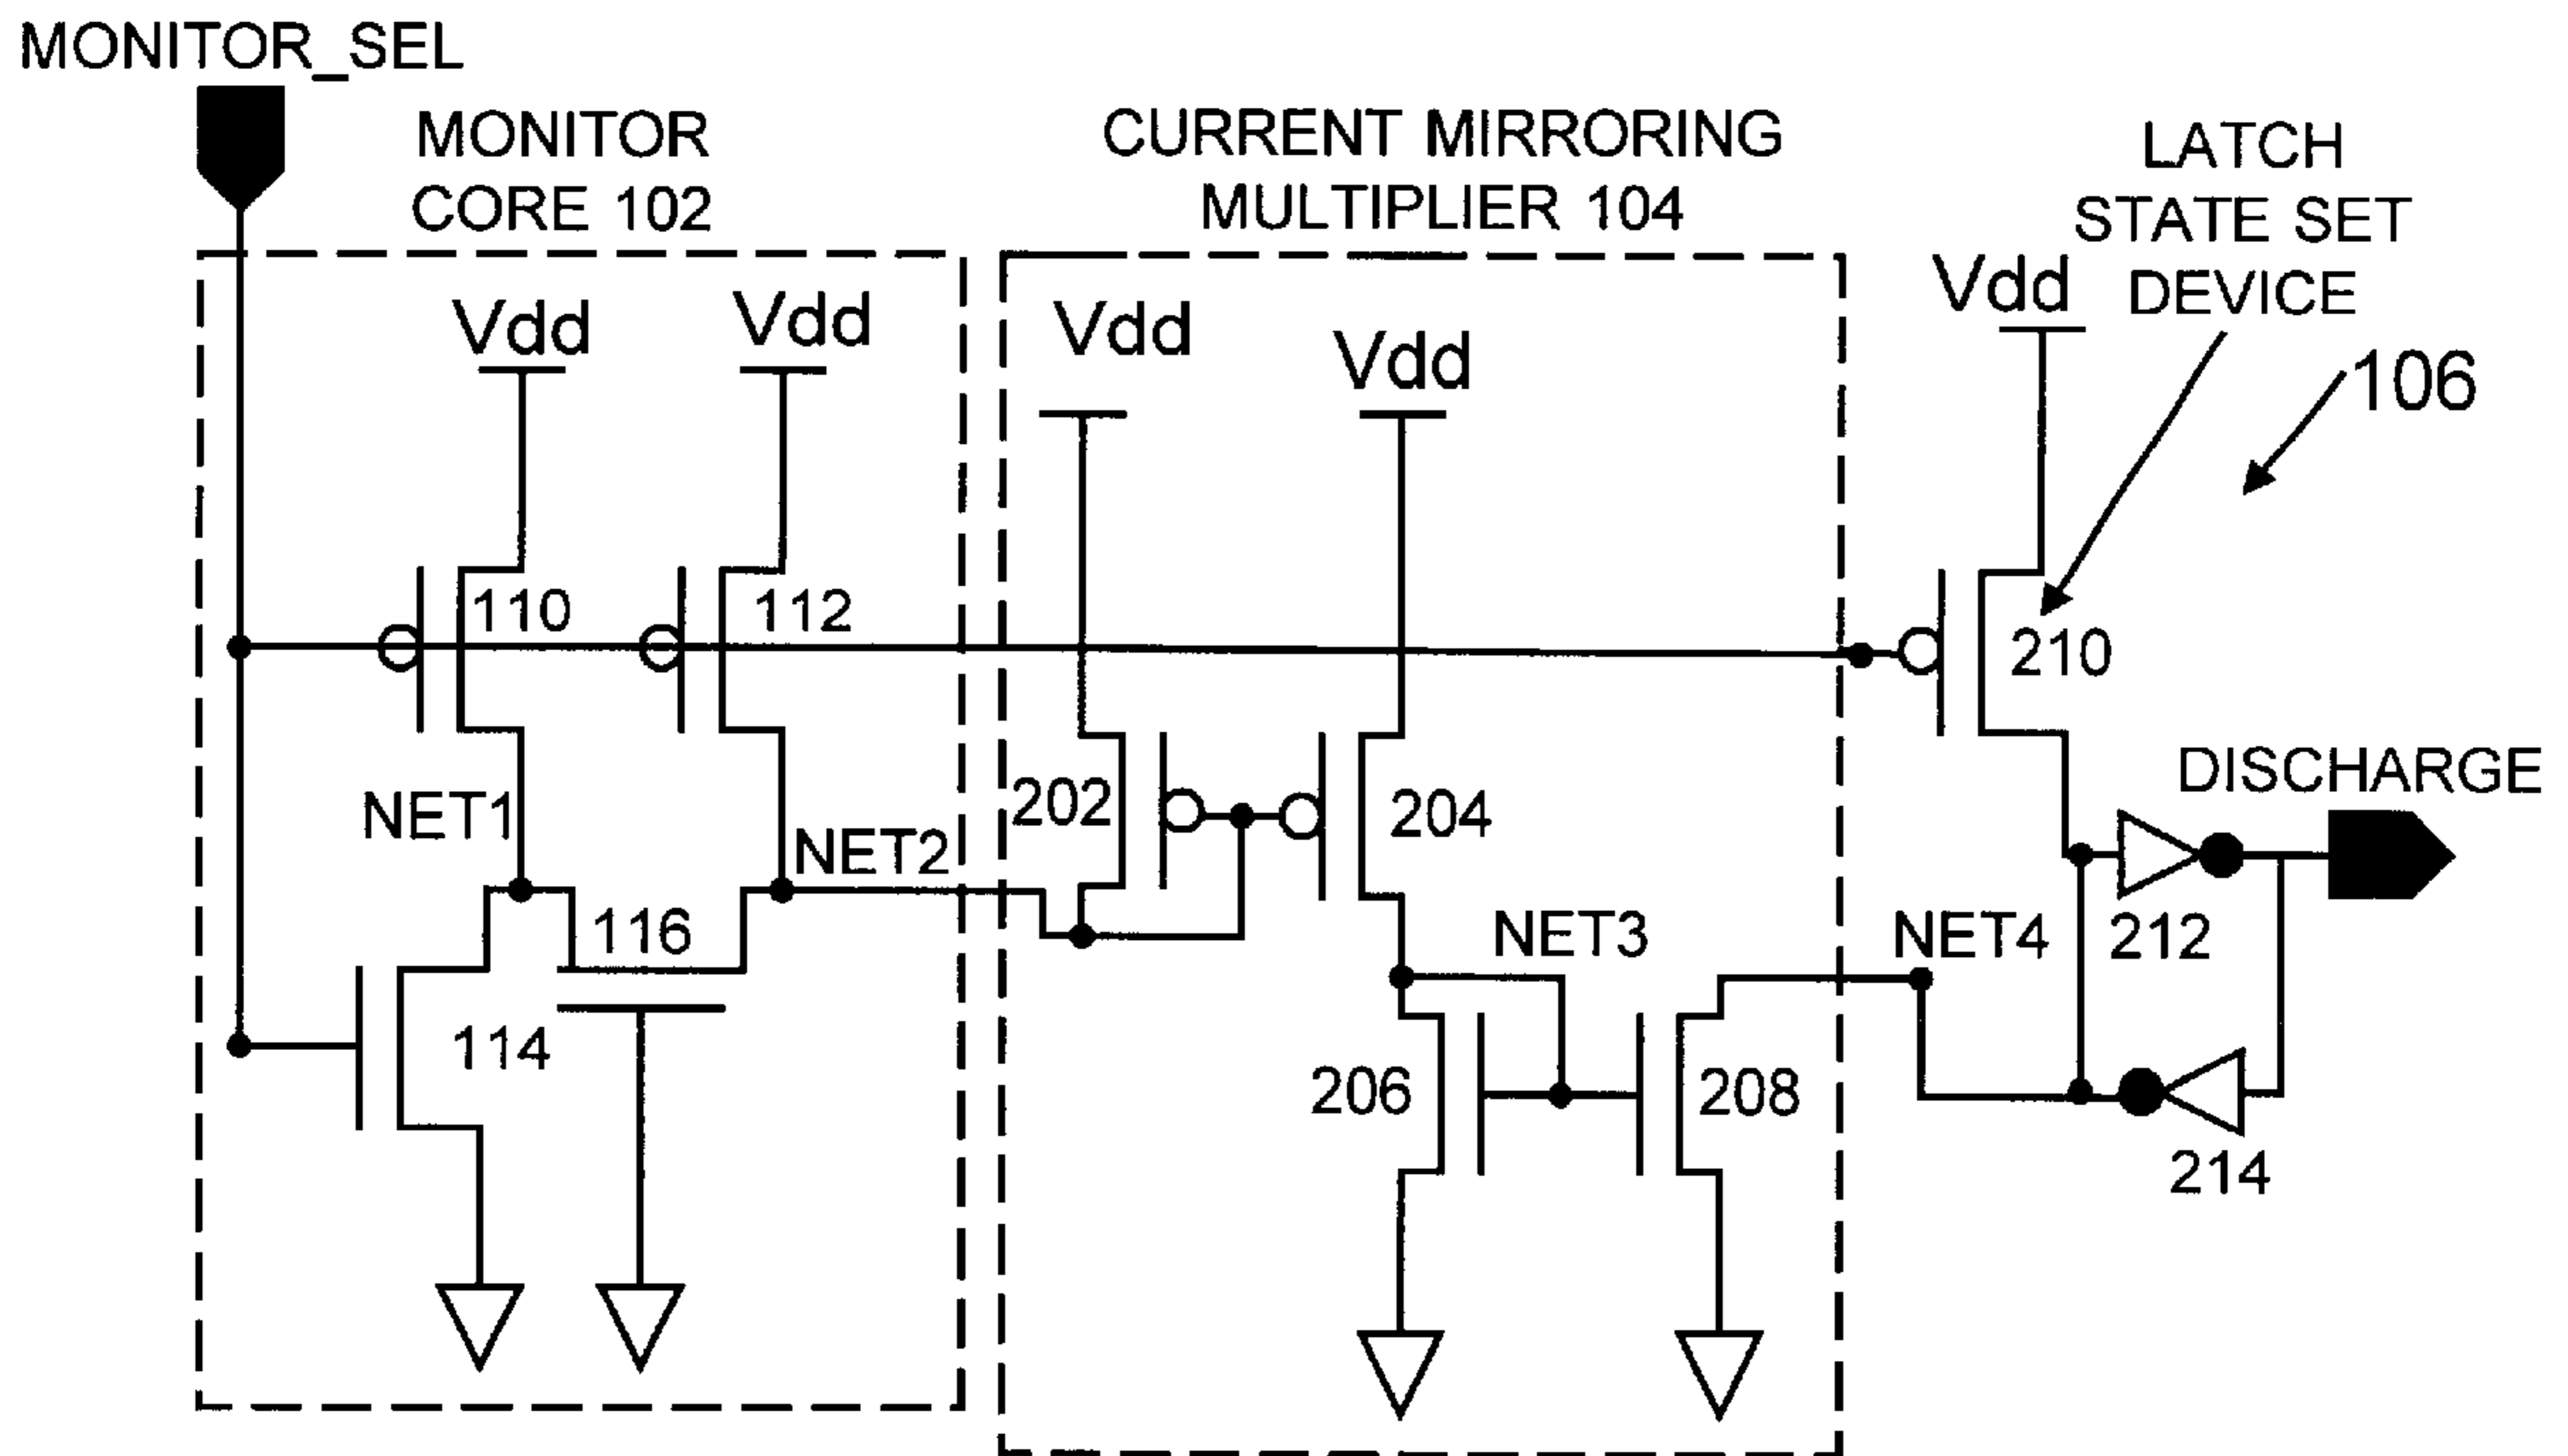 MONITOR_SEL
MONITOR
CORE 102
CURRENT MIRRORING
MULTIPLIER 104
LATCH
STATE SET
DEVICE
Vdd
Vdd
Vdd
Vdd
Vdd
106
110
112
210
202
204
DISCHARGE
NET1
NET2
116
NET3
NET4
212
114
206
208
214